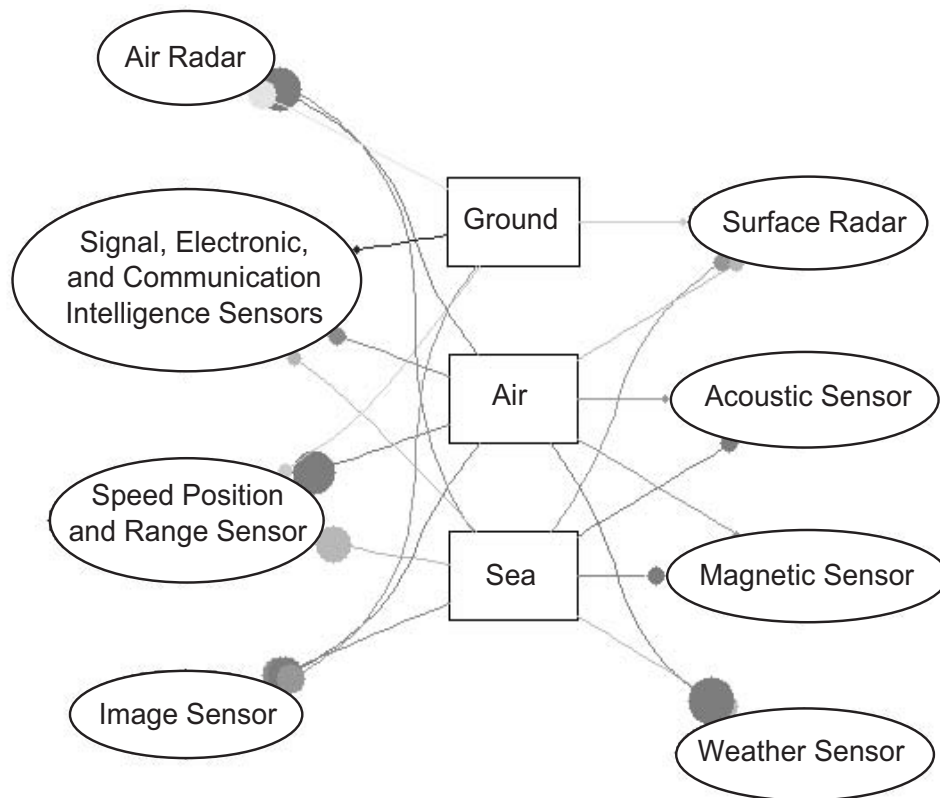 Air Radar
Signal, Electronic,
and Communication
Intelligence Sensors
Speed Position
and Range Sensor
Image Sensor
Ground
Air
Sea
Surface Radar
Acoustic Sensor
Magnetic Sensor
Weather Sensor